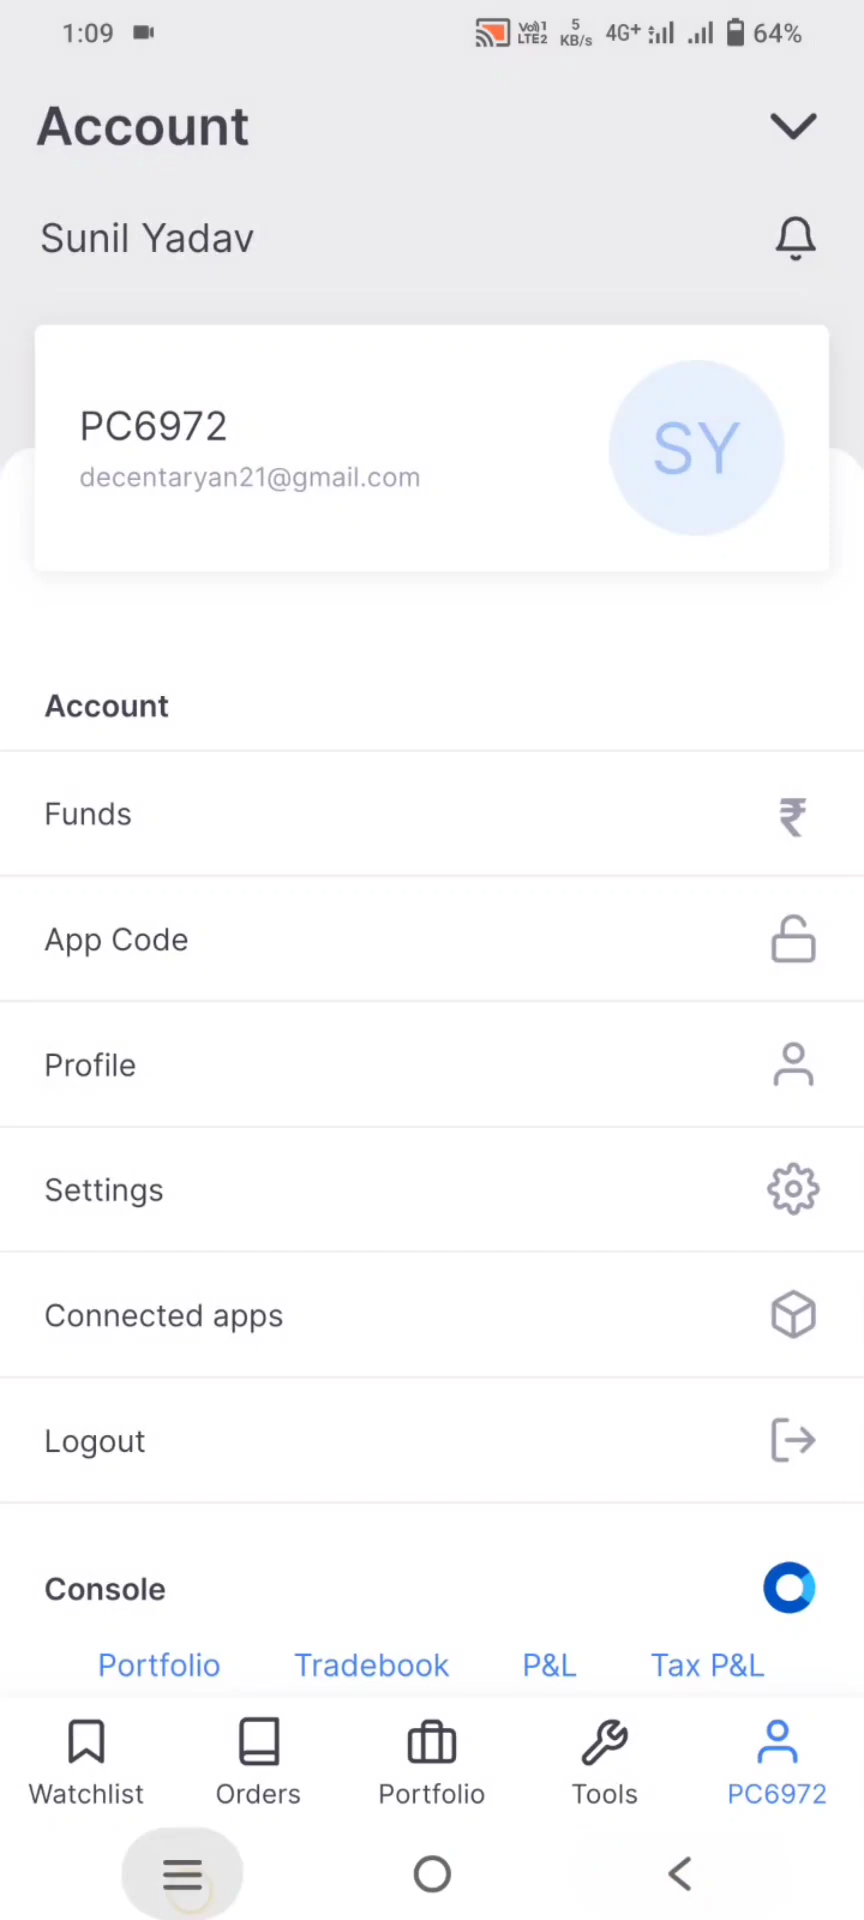 1:09 Vo)) 1 LTE2 5 KB/s 4G+ 64%
Account
Sunil Yadav
PC6972
decentaryan21@gmail.com
SY
Account
Funds ₹
App Code
Profile
Settings
Connected apps
Logout
Console
Portfolio Tradebook P&L Tax P&L
Watchlist Orders Portfolio Tools PC6972